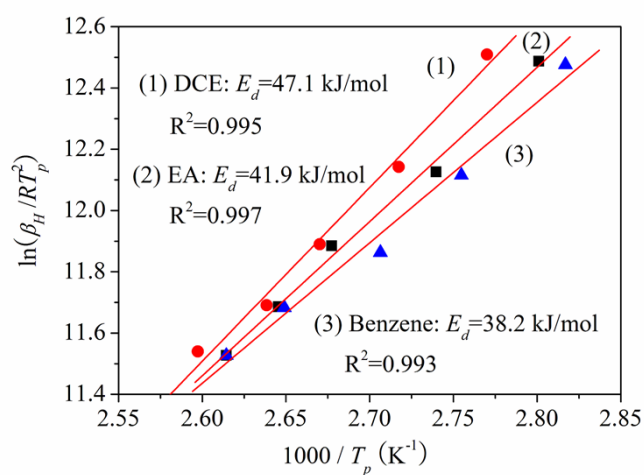 12.6
12.4
12.2
12.0
11.8
11.6
11.4
ln(β_H/RT_p^2)
(1) DCE: E_d=47.1 kJ/mol
R²=0.995
(2) EA: E_d=41.9 kJ/mol
R²=0.997
(3) Benzene: E_d=38.2 kJ/mol
R²=0.993
(1)
(2)
(3)
2.55 2.60 2.65 2.70 2.75 2.80 2.85
1000 / T_p (K⁻¹)